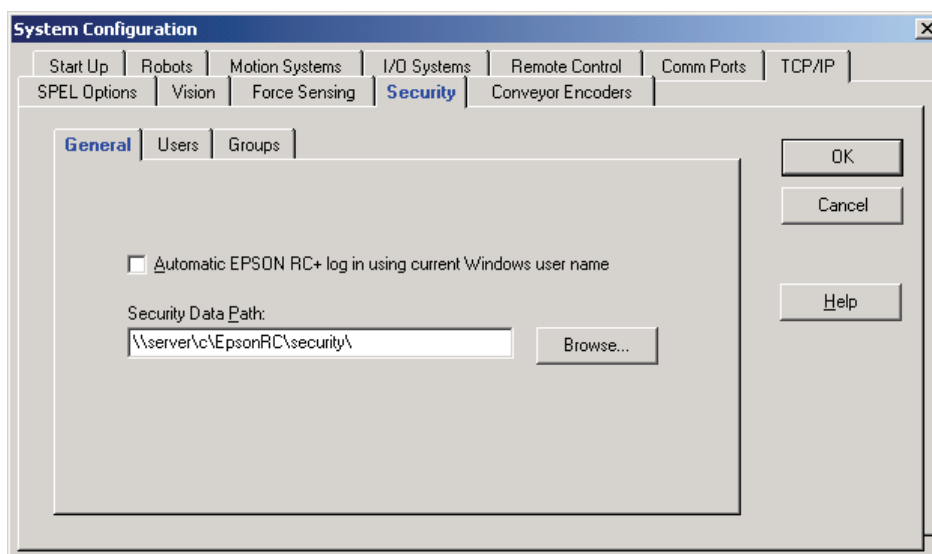 System Configuration
Start Up Robots Motion Systems I/O Systems Remote Control Comm Ports TCP/IP
SPEL Options Vision Force Sensing Security Conveyor Encoders
General Users Groups
OK
Cancel
Automatic EPSON RC+ log in using current Windows user name
Help
Security Data Path:
\\server\c\EpsonRC\security\
Browse...